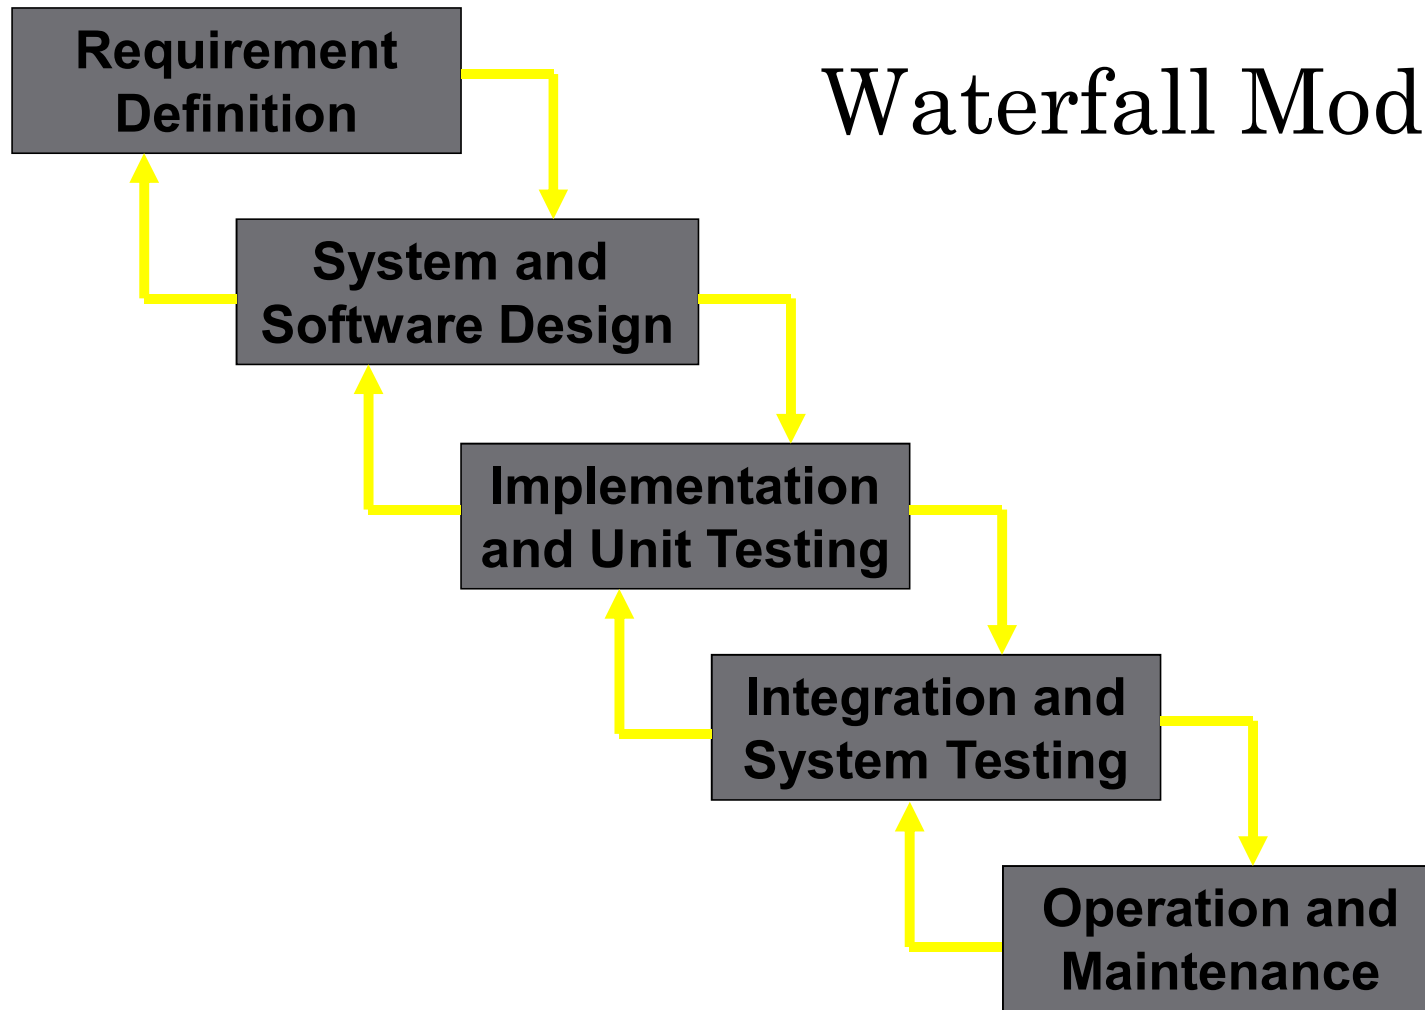 Requirement
Definition
Waterfall Mod
System and
Software Design
Implementation
and Unit Testing
Integration and
System Testing
Operation and
Maintenance